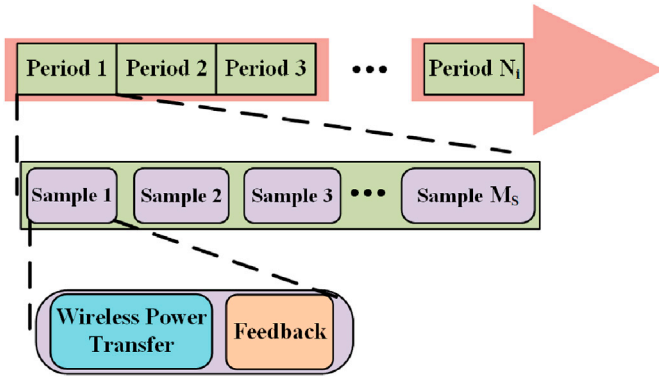 Period 1 Period 2 Period 3 ••• Period Nᵢ
Sample 1 Sample 2 Sample 3 ••• Sample Mₛ
Wireless Power
Transfer
Feedback